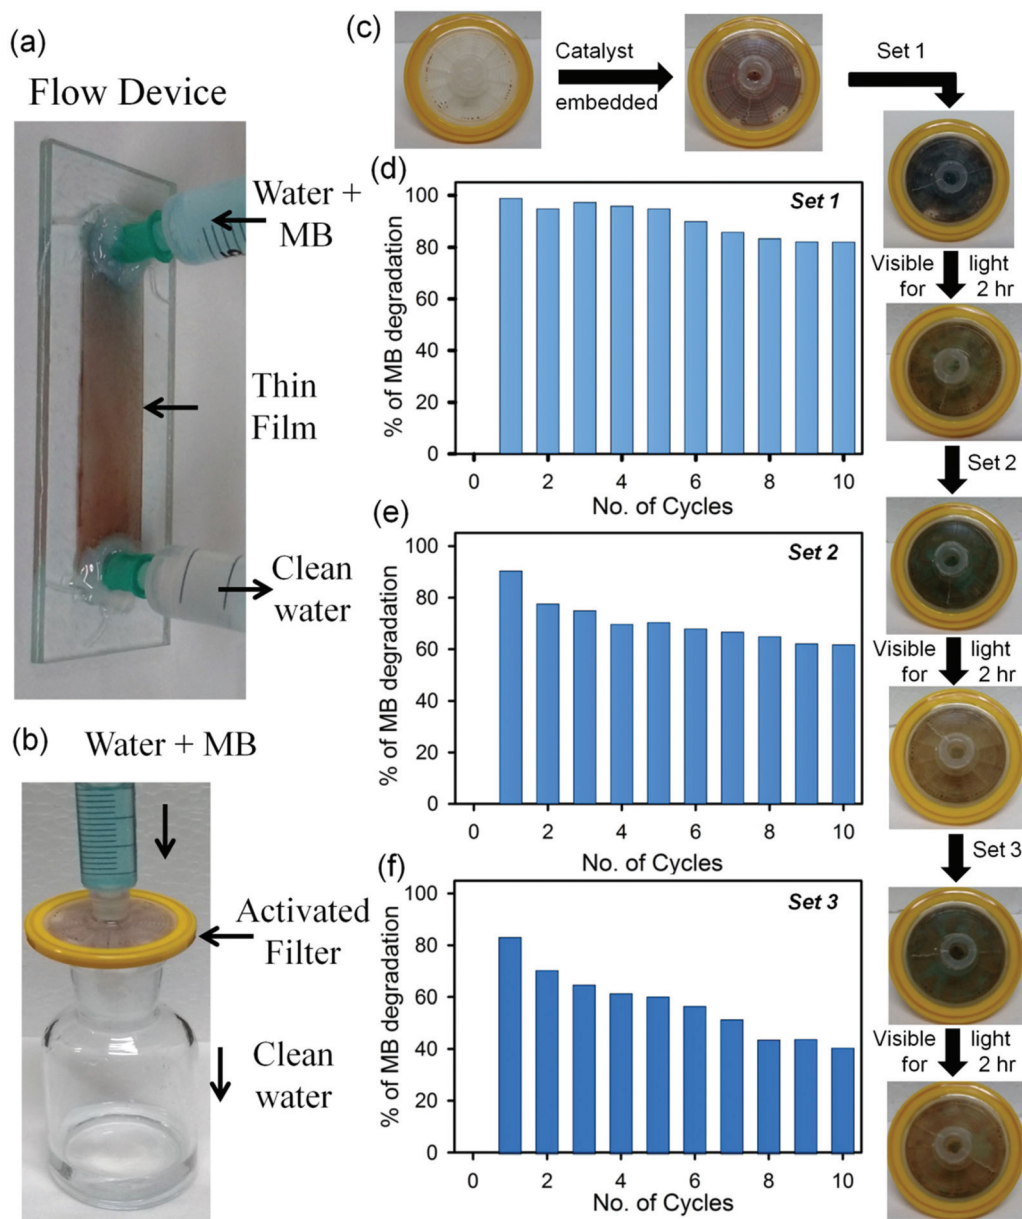 (a)
Flow Device
Water +
MB
Thin
Film
Clean
water
(b)
Water + MB
Activated
Filter
Clean
water
(c)
Catalyst
embedded
Set 1
Visible light
for 2 hr
Set 2
Visible light
for 2 hr
Set 3
Visible light
for 2 hr
(d)
Set 1
% of MB degradation
100
80
60
40
20
0
0 2 4 6 8 10
No. of Cycles
(e)
Set 2
% of MB degradation
100
80
60
40
20
0
0 2 4 6 8 10
No. of Cycles
(f)
Set 3
% of MB degradation
100
80
60
40
20
0
0 2 4 6 8 10
No. of Cycles